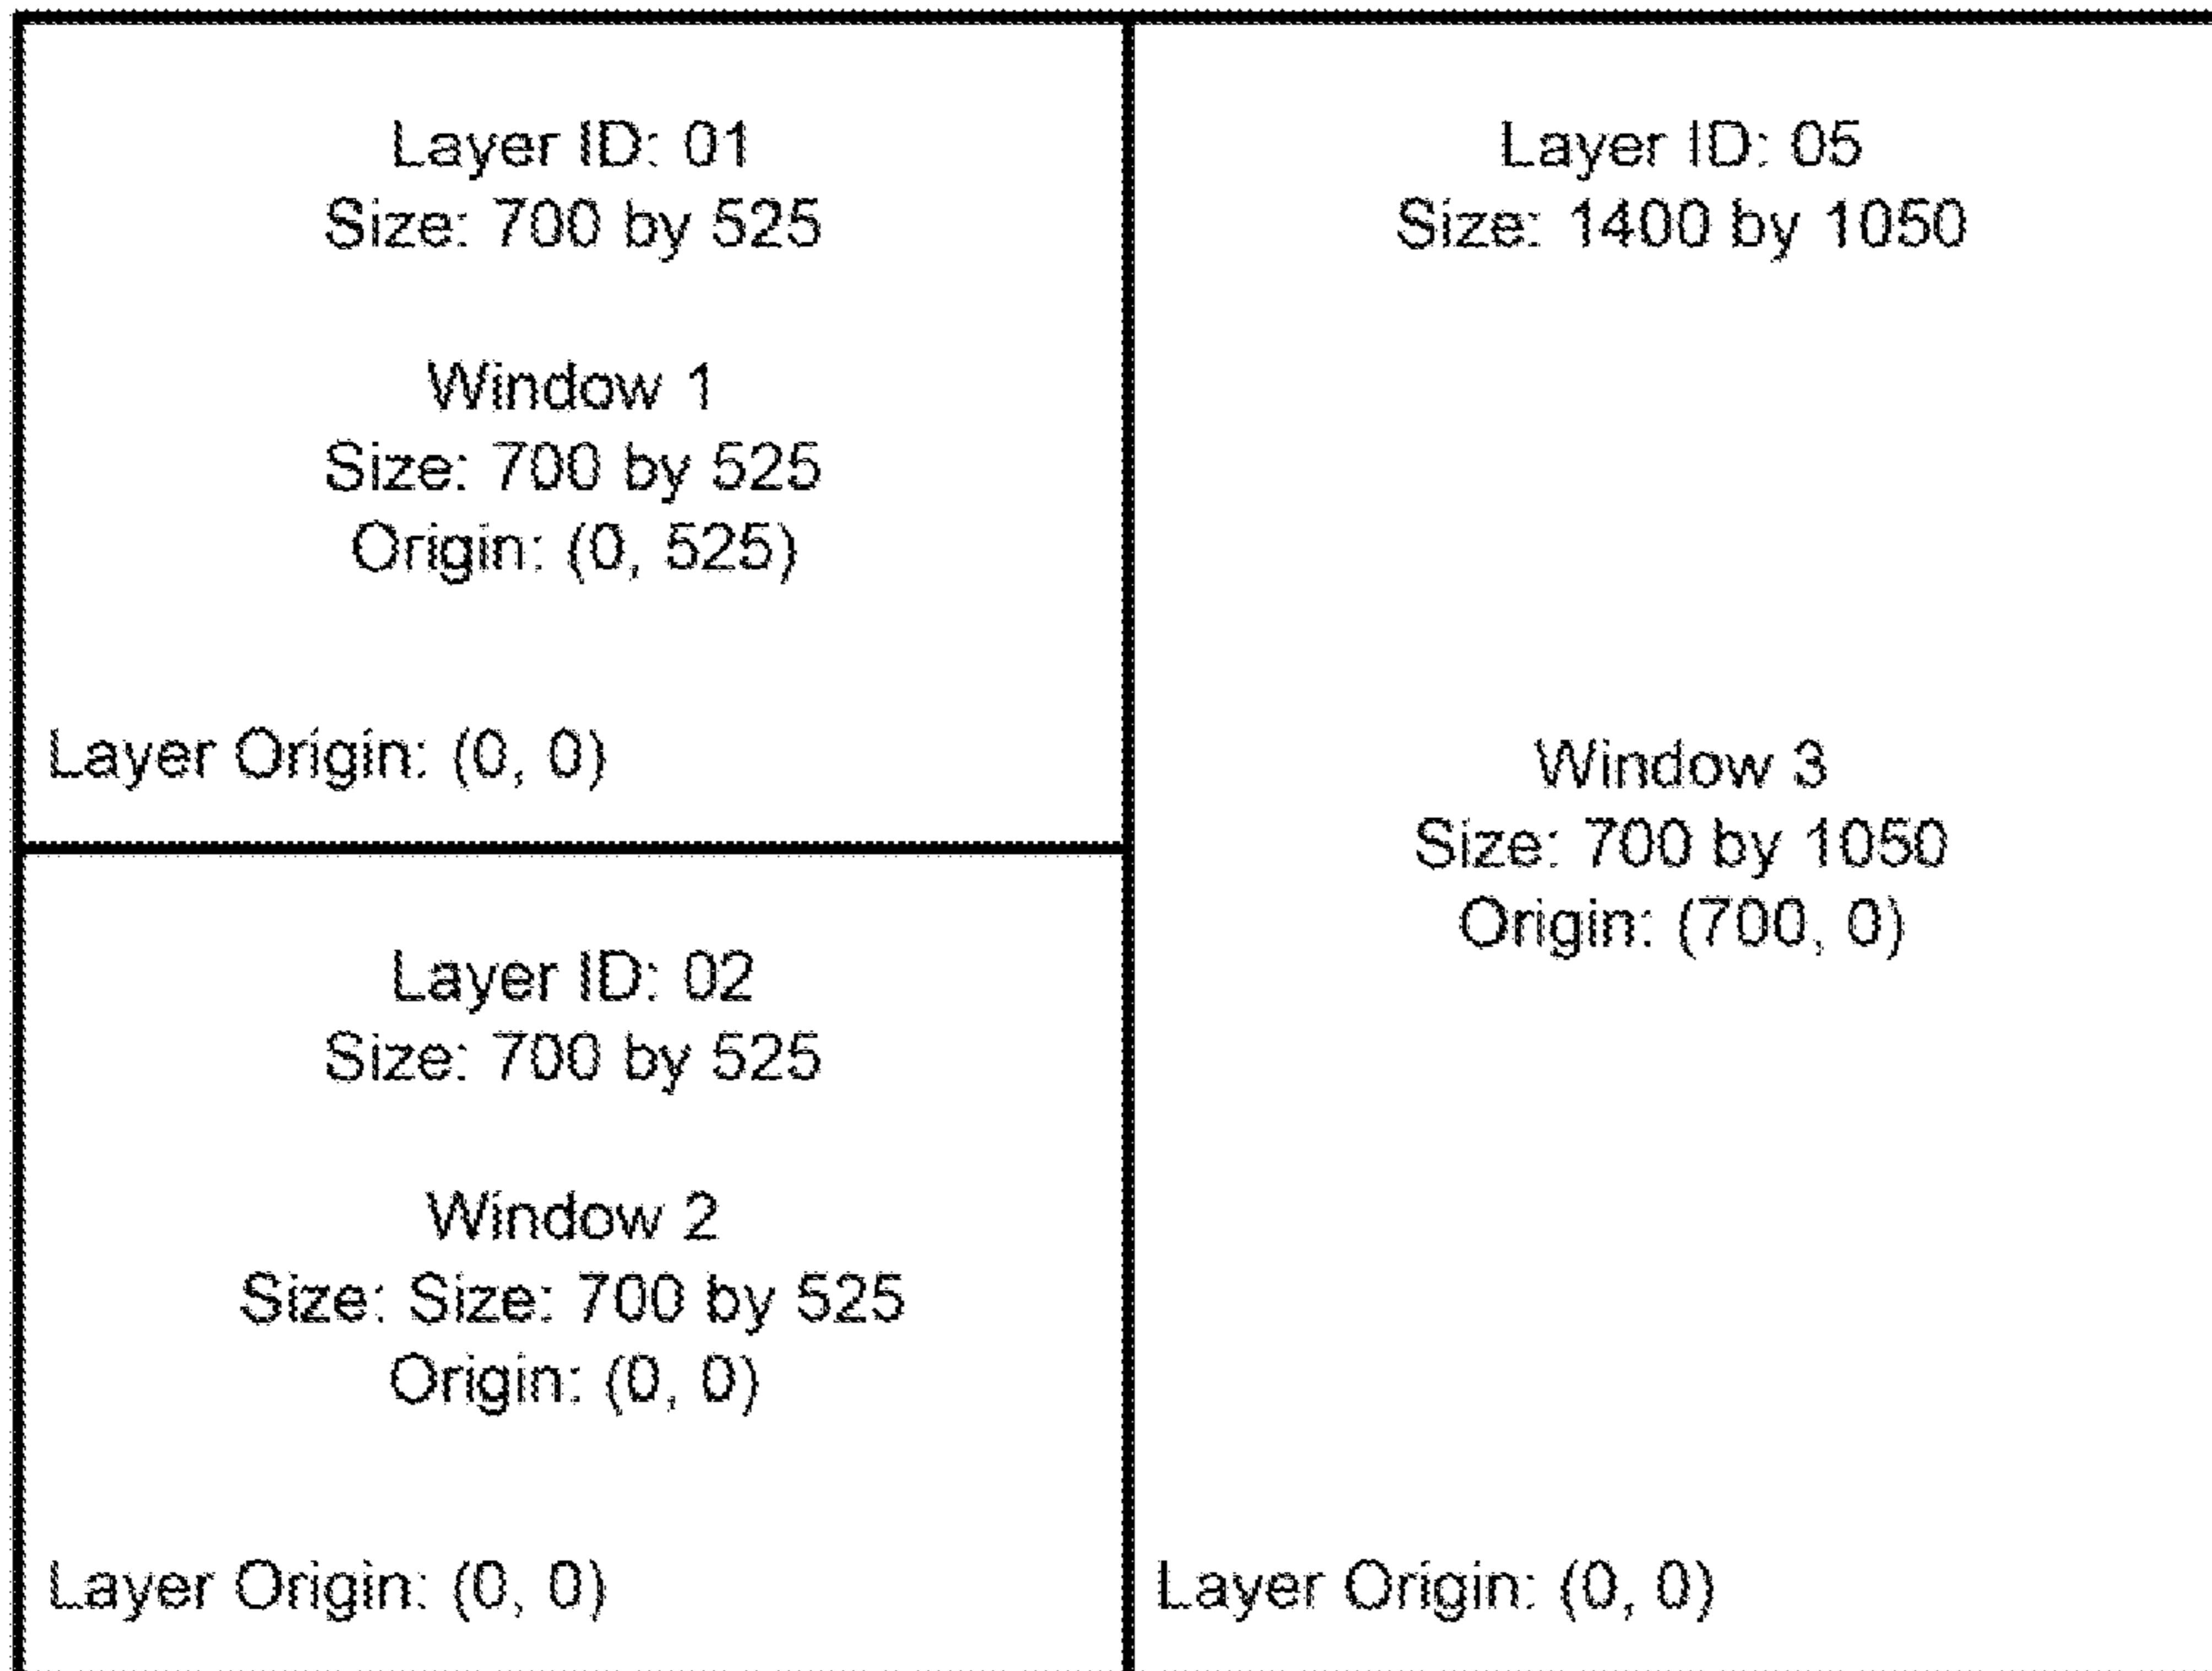 Layer ID: 01
Size: 700 by 525
Window 1
Size: 700 by 525
Origin: (0, 525)
Layer Origin: (0, 0)
Layer ID: 02
Size: 700 by 525
Window 2
Size: Size: 700 by 525
Origin: (0, 0)
Layer Origin: (0, 0)
Layer ID: 05
Size: 1400 by 1050
Window 3
Size: 700 by 1050
Origin: (700, 0)
Layer Origin: (0, 0)